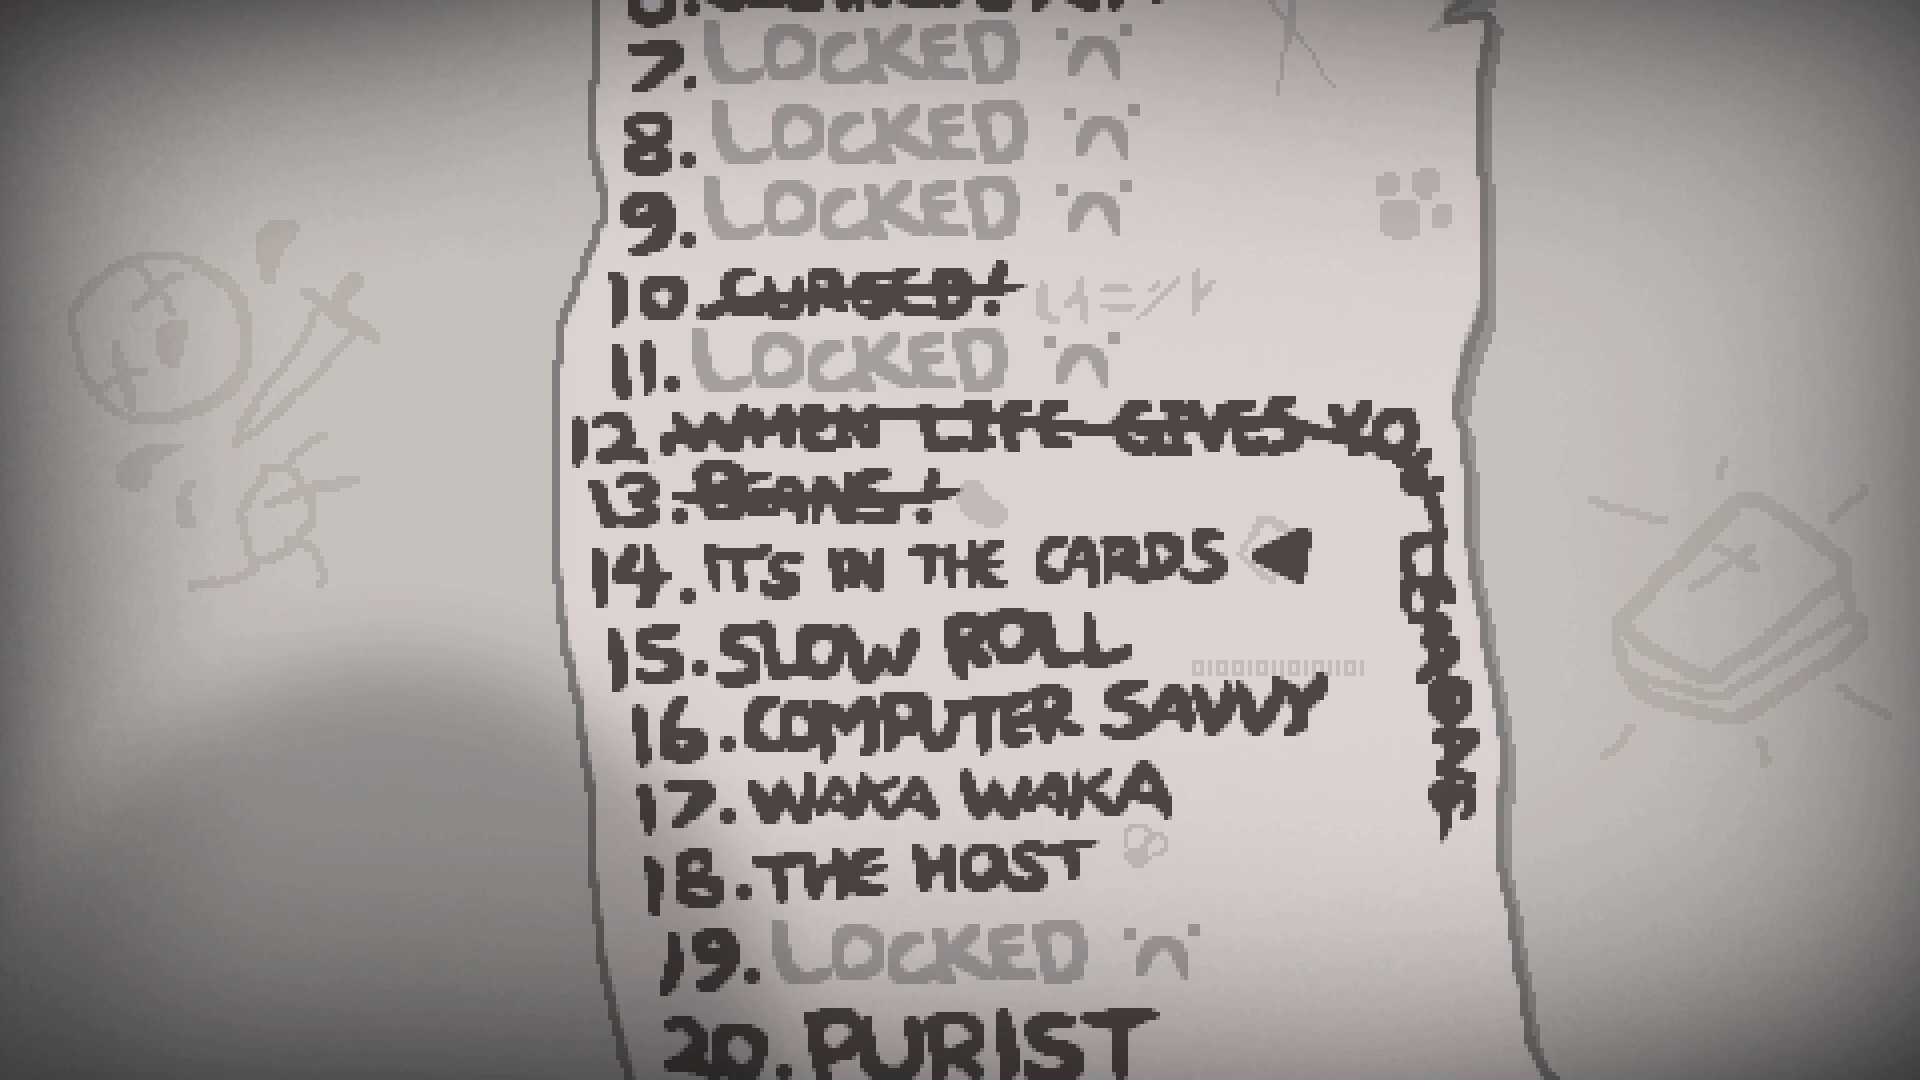 7. LOCKED
8. LOCKED
9. LOCKED
10. CURSED!
11. LOCKED
12. WHEN LIFE GIVES YOU LEMONS
13. BEANS!
14. IT'S IN THE CARDS
15. SLOW ROLL
16. COMPUTER SAVVY
17. WAKA WAKA
18. THE HOST
19. LOCKED
20. PURIST